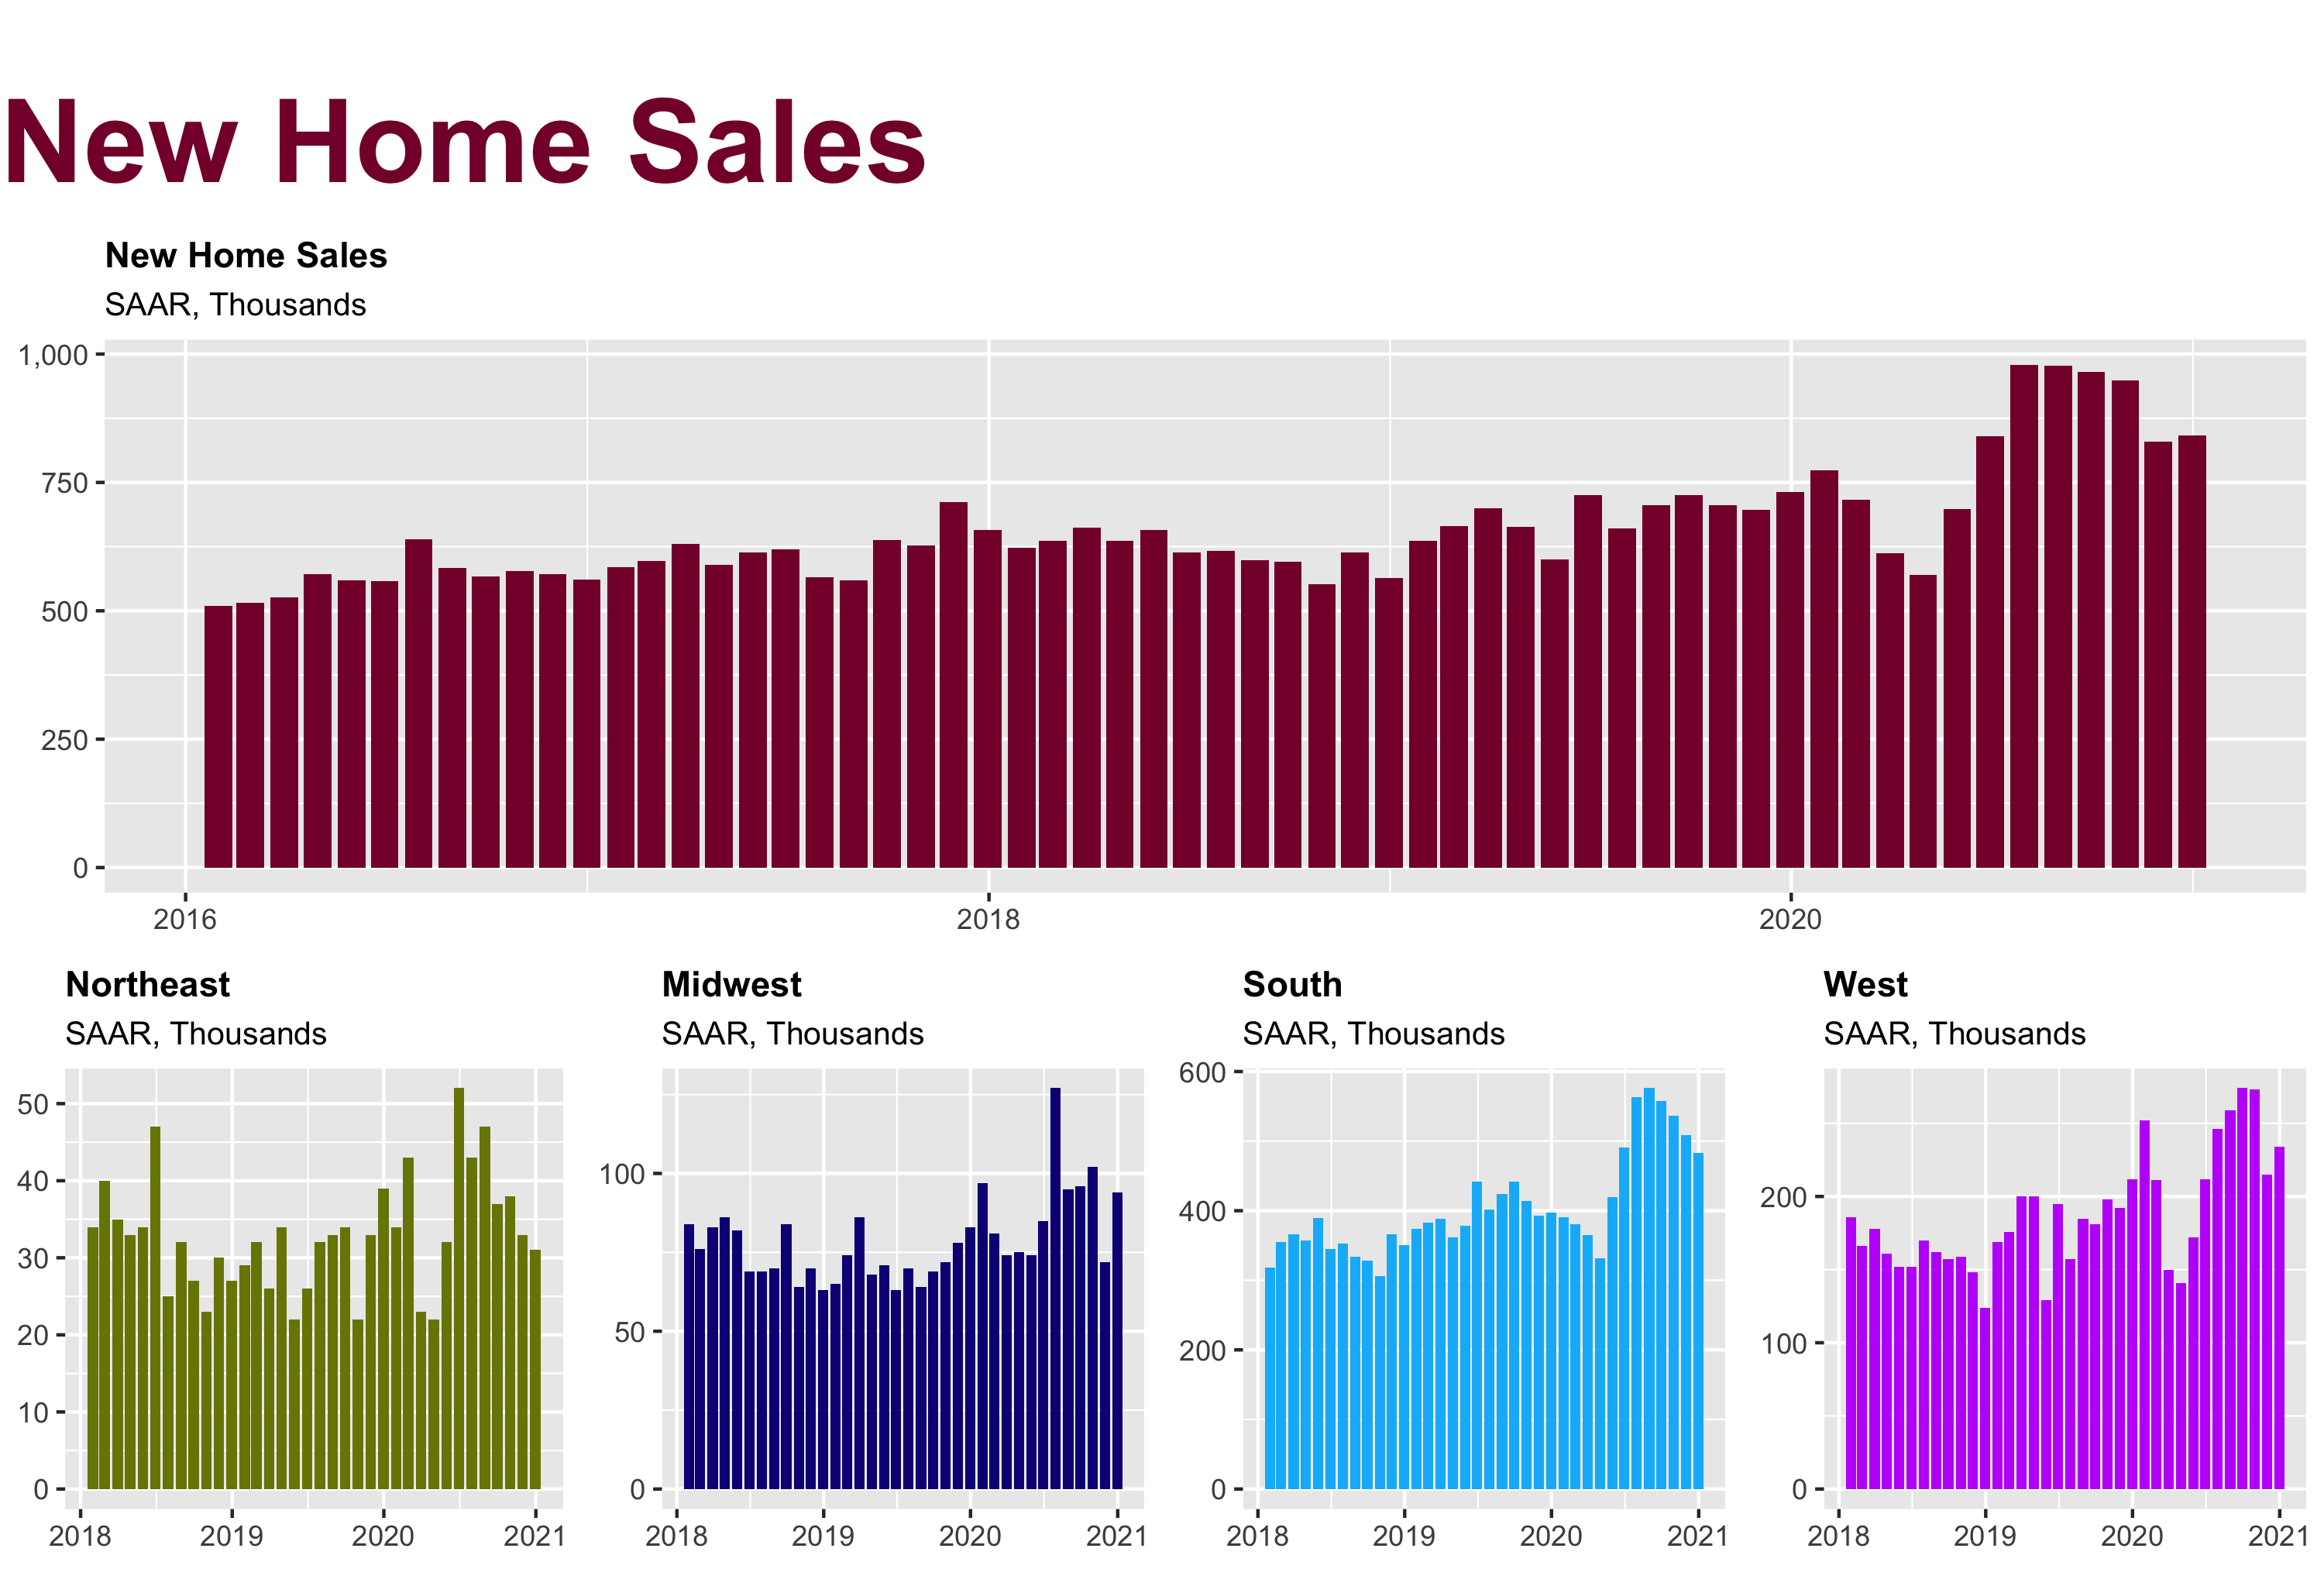 New Home Sales
New Home Sales
SAAR, Thousands
1,000
750
500
250
0
2016 2018 2020
Northeast Midwest South West
SAAR, Thousands SAAR, Thousands SAAR, Thousands SAAR, Thousands
50
40
30
20
10
0
2018 2019 2020 2021
100
50
0
2018 2019 2020 2021
600
400
200
0
2018 2019 2020 2021
200
100
0
2018 2019 2020 2021